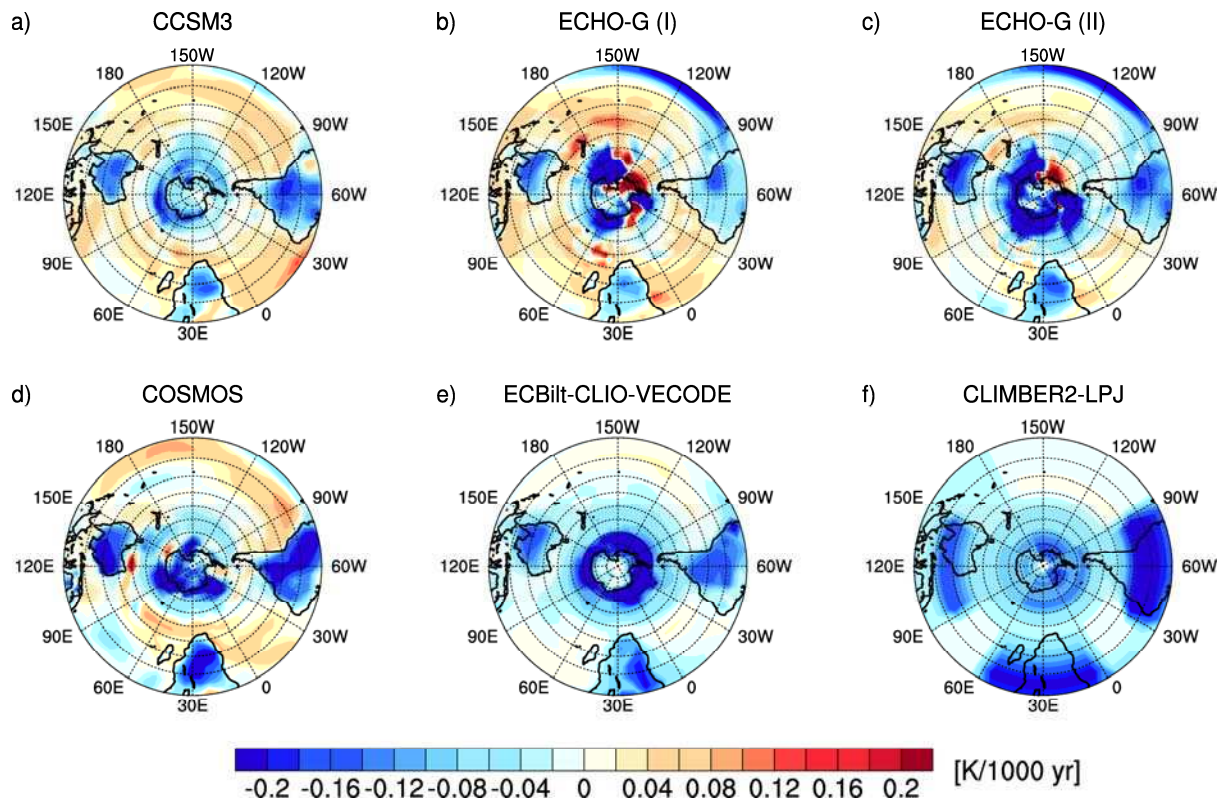 a) CCSM3
b) ECHO-G (I)
c) ECHO-G (II)
150W
180 120W
150E 90W
120E 60W
90E 30W
60E 0
30E
150W
180 120W
150E 90W
120E 60W
90E 30W
60E 0
30E
150W
180 120W
150E 90W
120E 60W
90E 30W
60E 0
30E
d) COSMOS
e) ECBilt-CLIO-VECODE
f) CLIMBER2-LPJ
150W
180 120W
150E 90W
120E 60W
90E 30W
60E 0
30E
150W
180 120W
150E 90W
120E 60W
90E 30W
60E 0
30E
150W
180 120W
150E 90W
120E 60W
90E 30W
60E 0
30E
-0.2 -0.16 -0.12 -0.08 -0.04 0 0.04 0.08 0.12 0.16 0.2 [K/1000 yr]